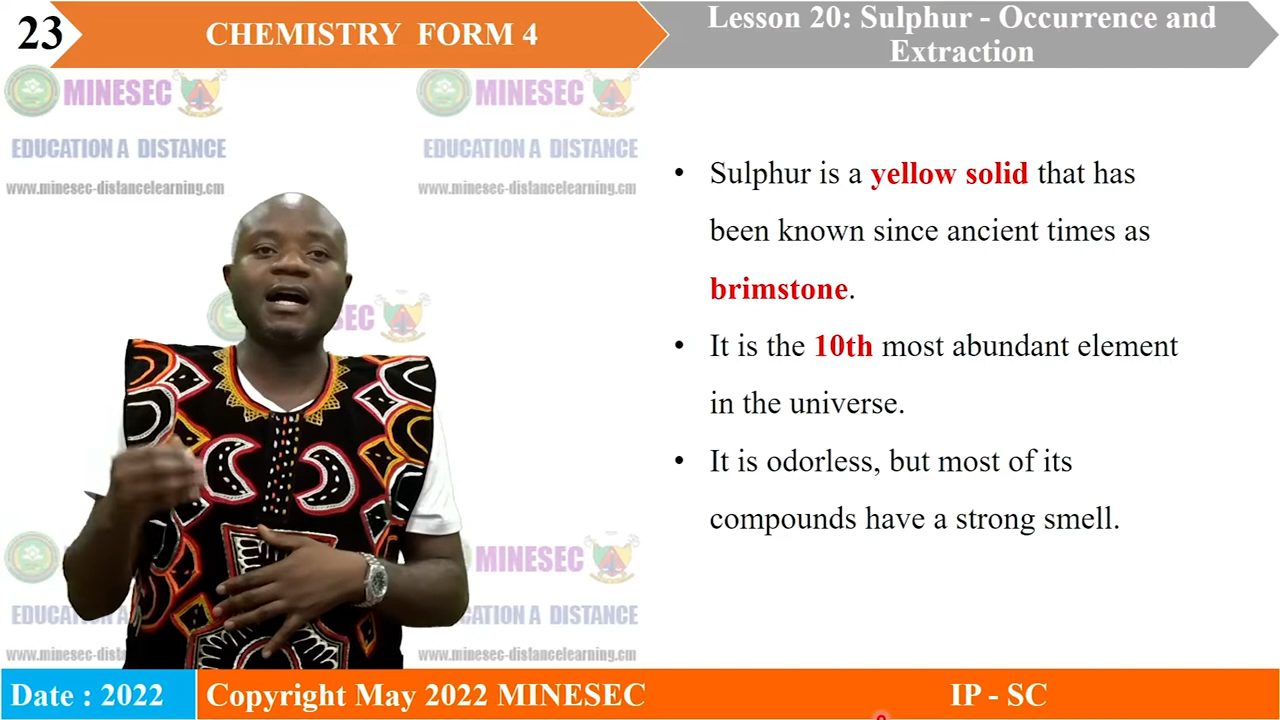 23
CHEMISTRY FORM 4
Lesson 20: Sulphur - Occurrence and
Extraction
MINESEC
MINESEC
EDUCATION A DISTANCE
EDUCATION A DISTANCE
www.minesec-distancelearning.cm
www.minesec-distancelearning.cm
• Sulphur is a yellow solid that has
been known since ancient times as
brimstone.
• It is the 10th most abundant element
in the universe.
• It is odorless, but most of its
compounds have a strong smell.
MINESEC
www.minesec-distancelearning.cm
Date : 2022
Copyright May 2022 MINESEC
IP - SC